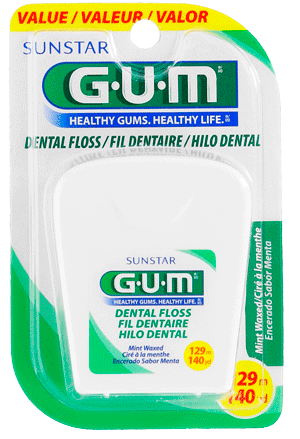 VALUE / VALEUR / VALOR
SUNSTAR
G·U·M
HEALTHY GUMS. HEALTHY LIFE.
DENTAL FLOSS / FIL DENTAIRE / HILO DENTAL
SUNSTAR
G·U·M
HEALTHY GUMS. HEALTHY LIFE.
DENTAL FLOSS
FIL DENTAIRE
HILO DENTAL
Mint Waxed
Ciré à la menthe
Encerado Sabor Menta
129 m
140 yd
Mint Waxed/Ciré à la menthe
Encerado Sabor Menta
29 m
40 yd